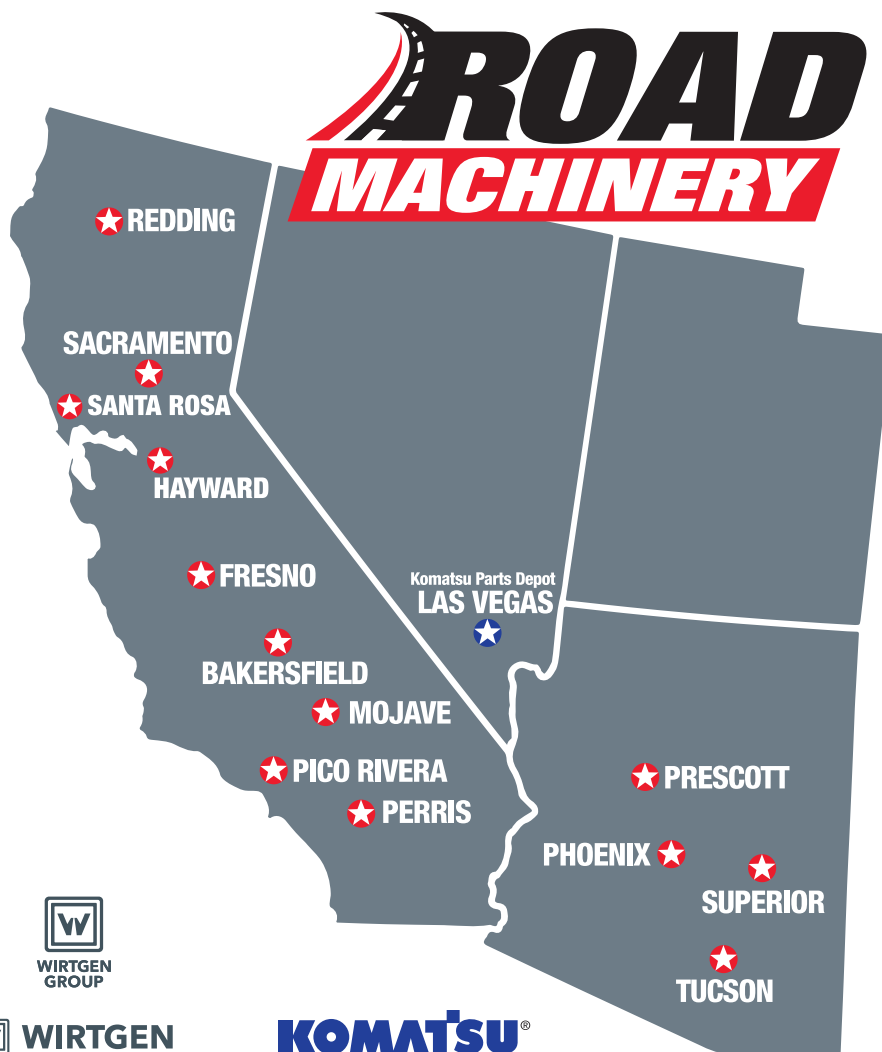 ROAD
MACHINERY
REDDING
SACRAMENTO
SANTA ROSA
HAYWARD
FRESNO
Komatsu Parts Depot
LAS VEGAS
BAKERSFIELD
MOJAVE
PICO RIVERA
PERRIS
PRESCOTT
PHOENIX
SUPERIOR
TUCSON
W
WIRTGEN
GROUP
WIRTGEN
KOMATSU®